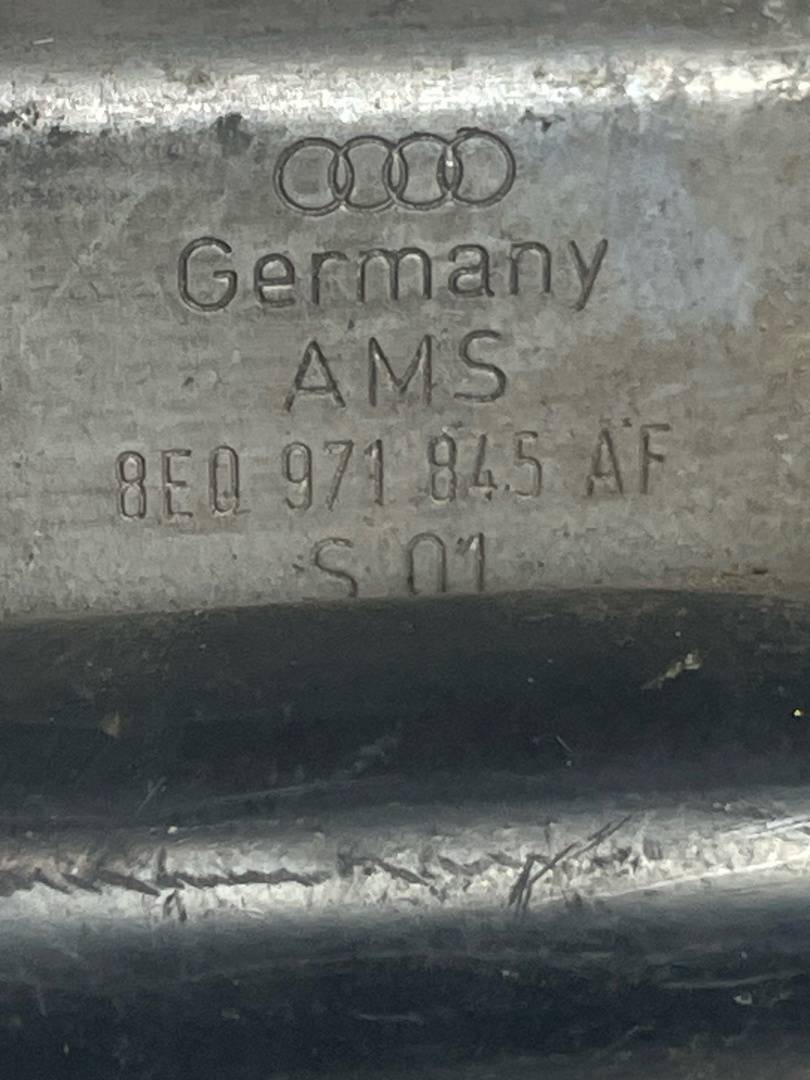 Germany
AMS
8E0 971 845 AF
S 01